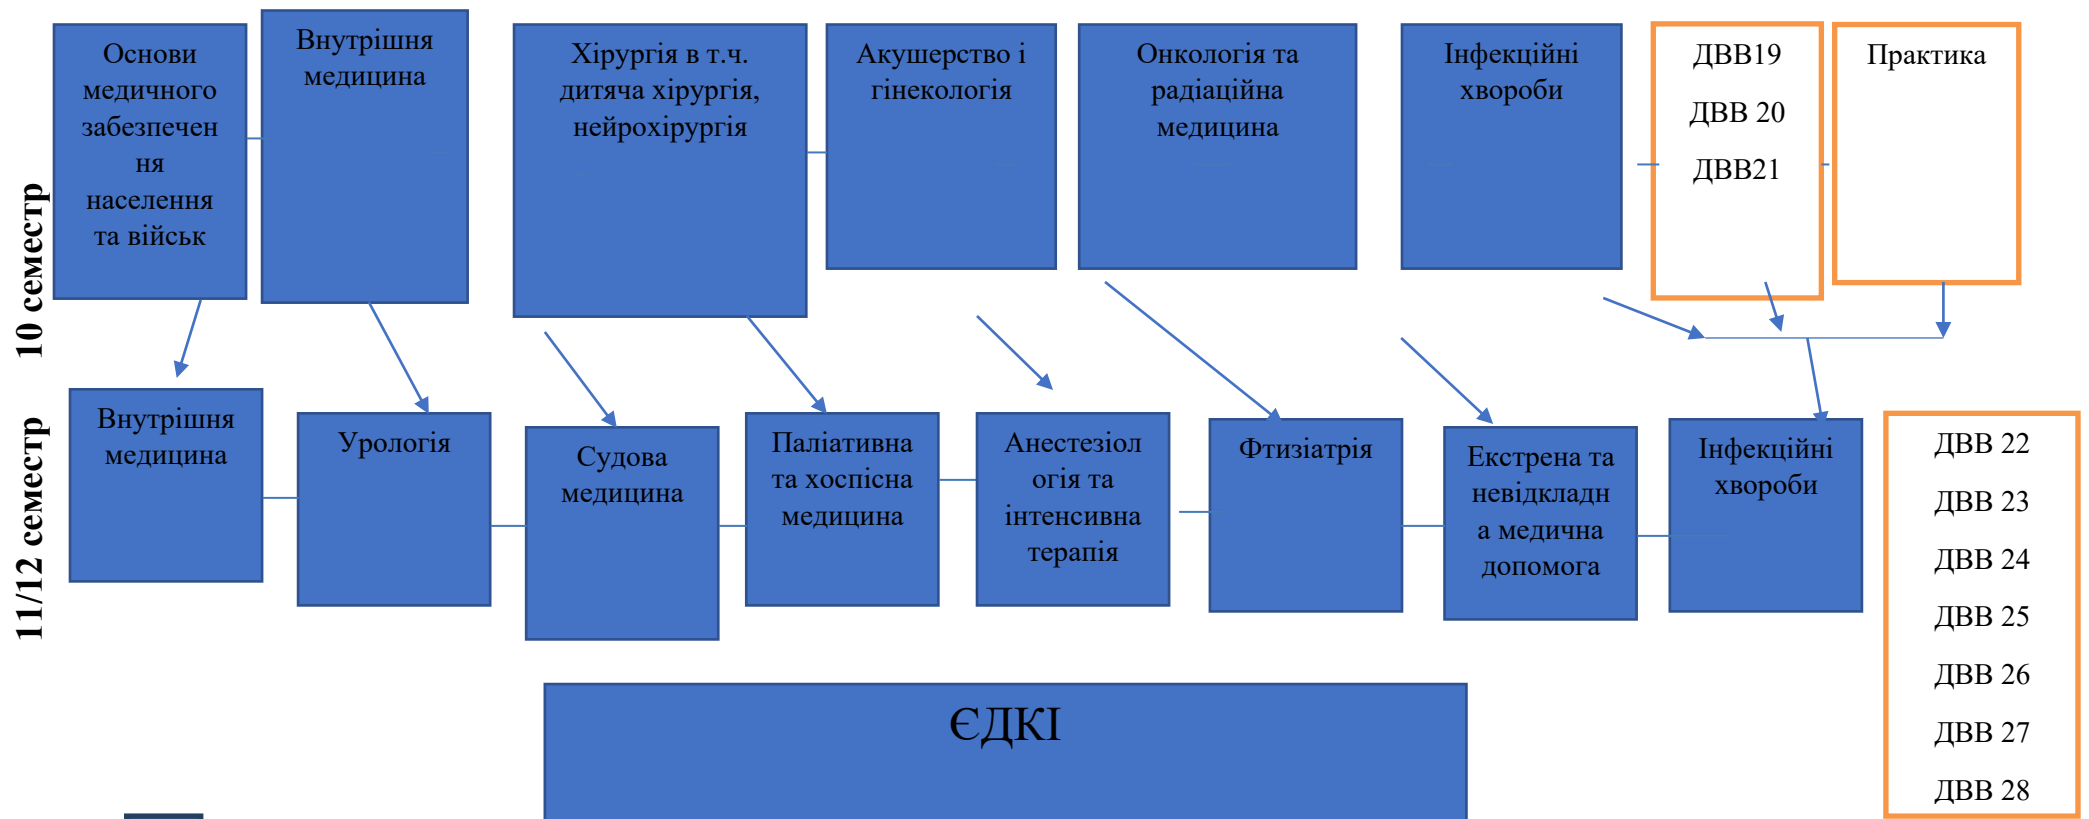 10 семестр
Основи
медичного
забезпечен
ня
населення
та військ
Внутрішня
медицина
Хірургія в т.ч.
дитяча хірургія,
нейрохірургія
Акушерство і
гінекологія
Онкологія та
радіаційна
медицина
Інфекційні
хвороби
ДВВ19
ДВВ 20
ДВВ21
Практика
11/12 семестр
Внутрішня
медицина
Урологія
Судова
медицина
Паліативна
та хоспісна
медицина
Анестезіол
огія та
інтенсивна
терапія
Фтизіатрія
Екстрена та
невідкладн
а медична
допомога
Інфекційні
хвороби
ДВВ 22
ДВВ 23
ДВВ 24
ДВВ 25
ДВВ 26
ДВВ 27
ДВВ 28
ЄДКІ